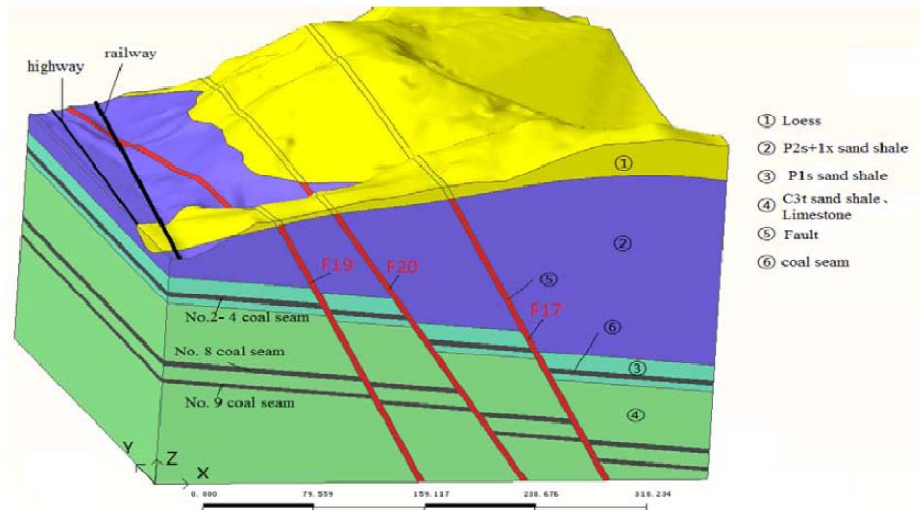 railway
highway
① Loess
② P2s+1x sand shale
③ P1s sand shale
④ C3t sand shale、
Limestone
⑤ Fault
⑥ coal seam
①
②
F19
F20
⑤
F17
⑥
No.2- 4 coal seam
③
No. 8 coal seam
No. 9 coal seam
④
Y
Z
X
0.000 79.559 159.117 238.676 318.234